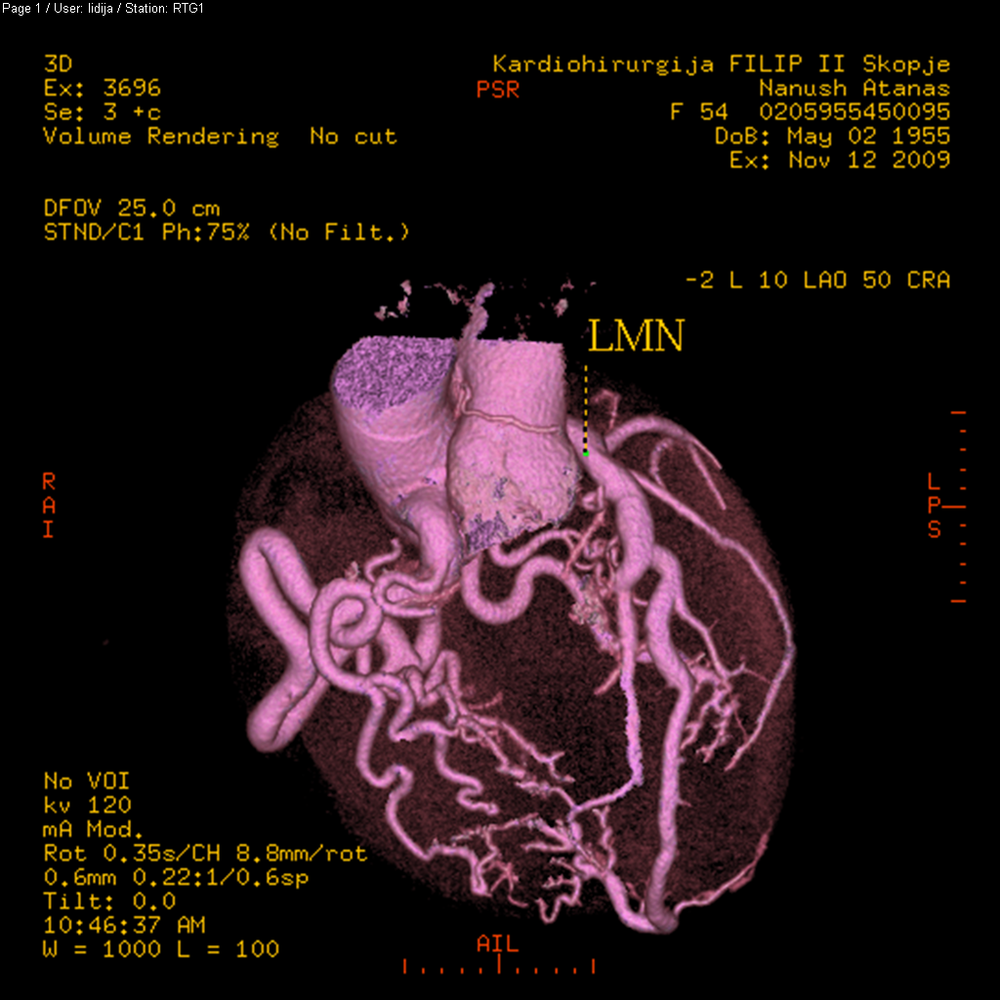 Page 1 / User: lidija / Station: RTG1
3D
Ex: 3696
Se: 3 +c
Volume Rendering No cut
DFOV 25.0 cm
STND/C1 Ph:75% (No Filt.)
PSR
Kardiohirurgija FILIP II Skopje
Nanush Atanas
F 54 0205955450095
DoB: May 02 1955
Ex: Nov 12 2009
-2 L 10 LAO 50 CRA
LMN
R
A
I
L
P
S
No VOI
kv 120
mA Mod.
Rot 0.35s/CH 8.8mm/rot
0.6mm 0.22:1/0.6sp
Tilt: 0.0
10:46:37 AM
W = 1000 L = 100
AIL